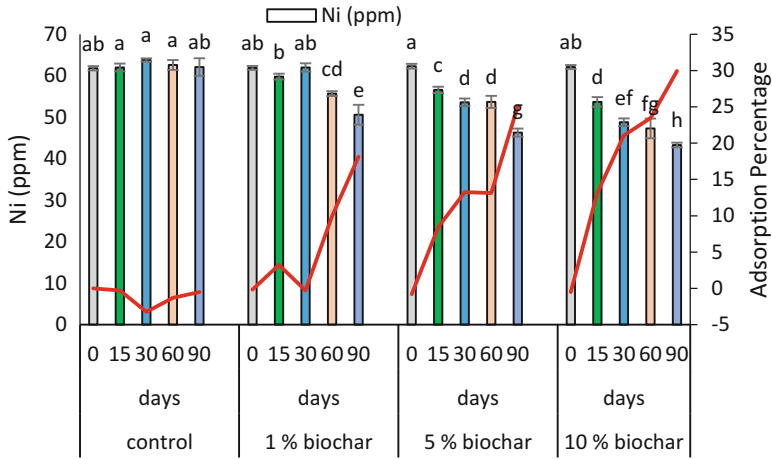 Ni (ppm)
70
60
50
40
30
20
10
0
Ni (ppm)
ab a a a ab
ab b ab cd e
a c d d g
ab d ef fg h
35
30
25
20
15
10
5
0
-5
Adsorption Percentage
0 15 30 60 90 0 15 30 60 90 0 15 30 60 90 0 15 30 60 90
days days days days
control 1 % biochar 5 % biochar 10 % biochar